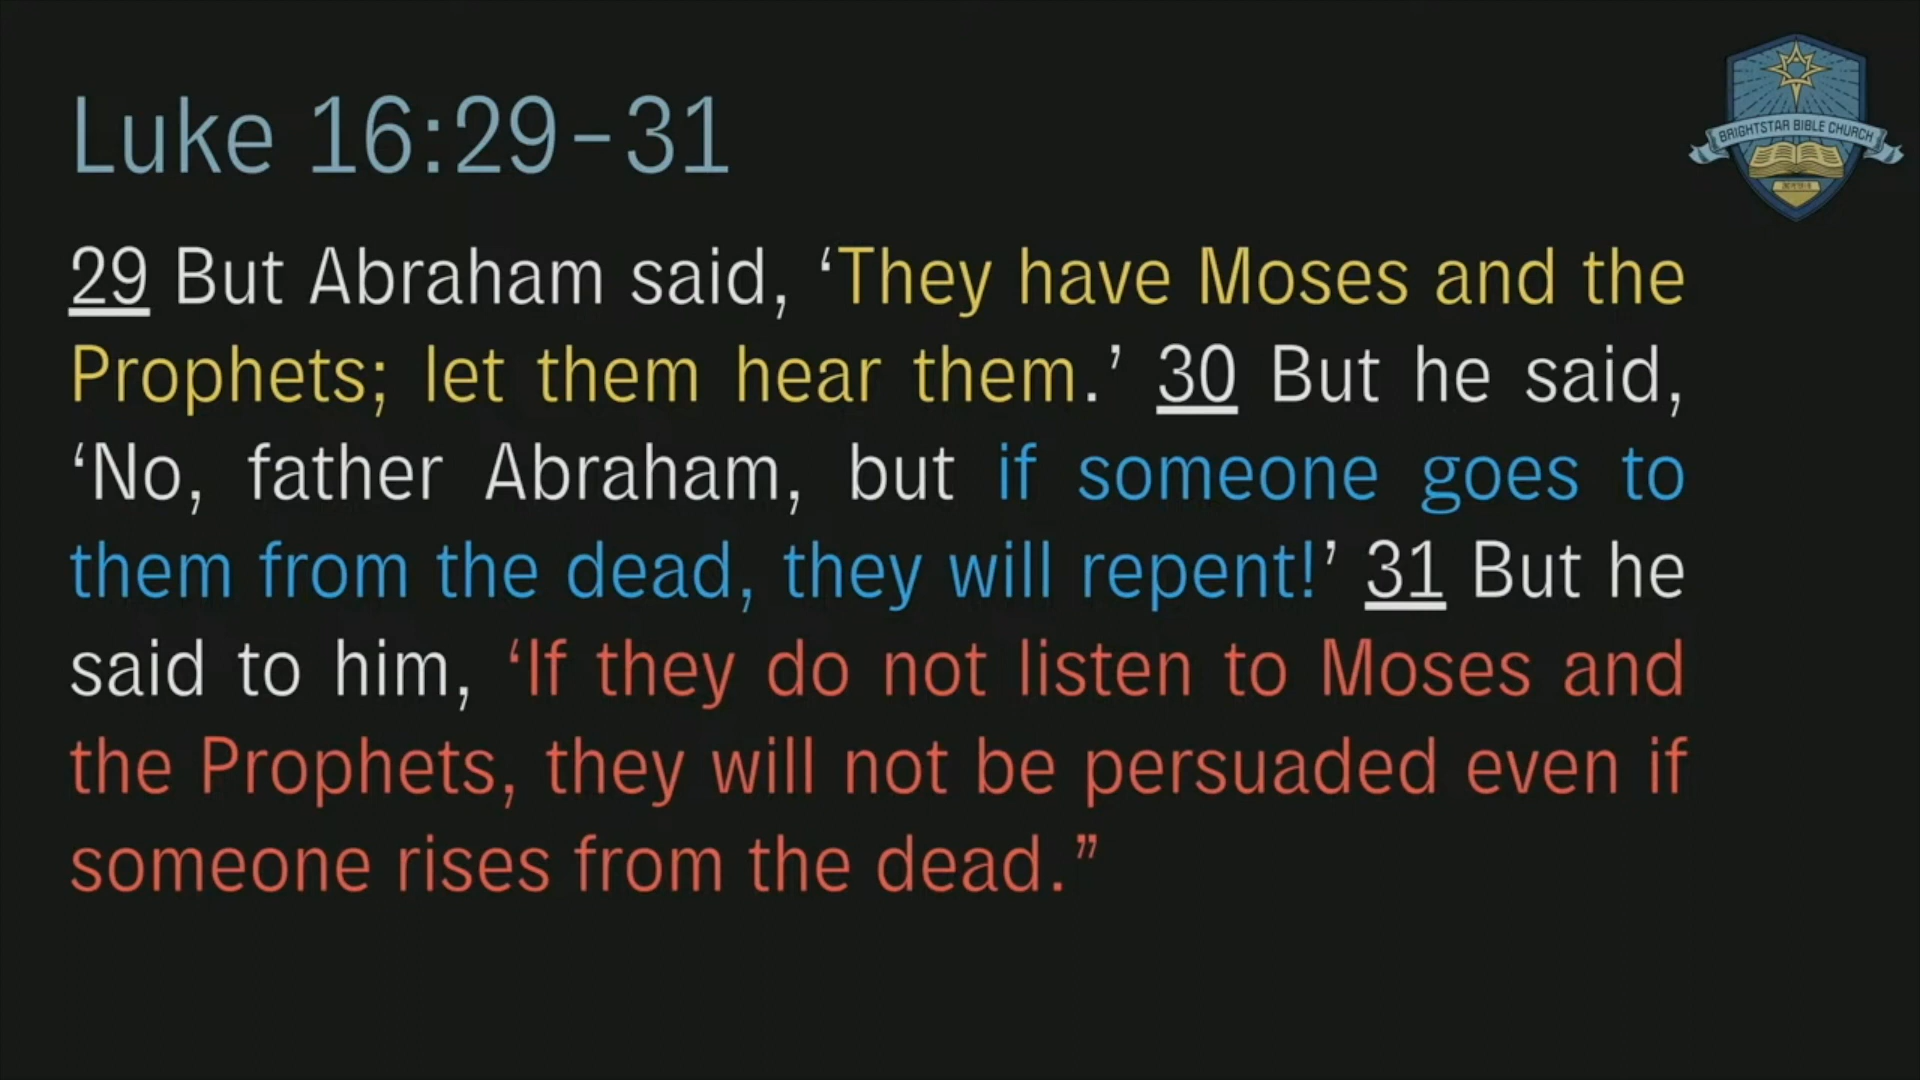 Luke 16:29-31
BRIGHTSTAR BIBLE CHURCH
29 But Abraham said, ‘They have Moses and the
Prophets; let them hear them.’ 30 But he said,
‘No, father Abraham, but if someone goes to
them from the dead, they will repent!’ 31 But he
said to him, ‘If they do not listen to Moses and
the Prophets, they will not be persuaded even if
someone rises from the dead.”